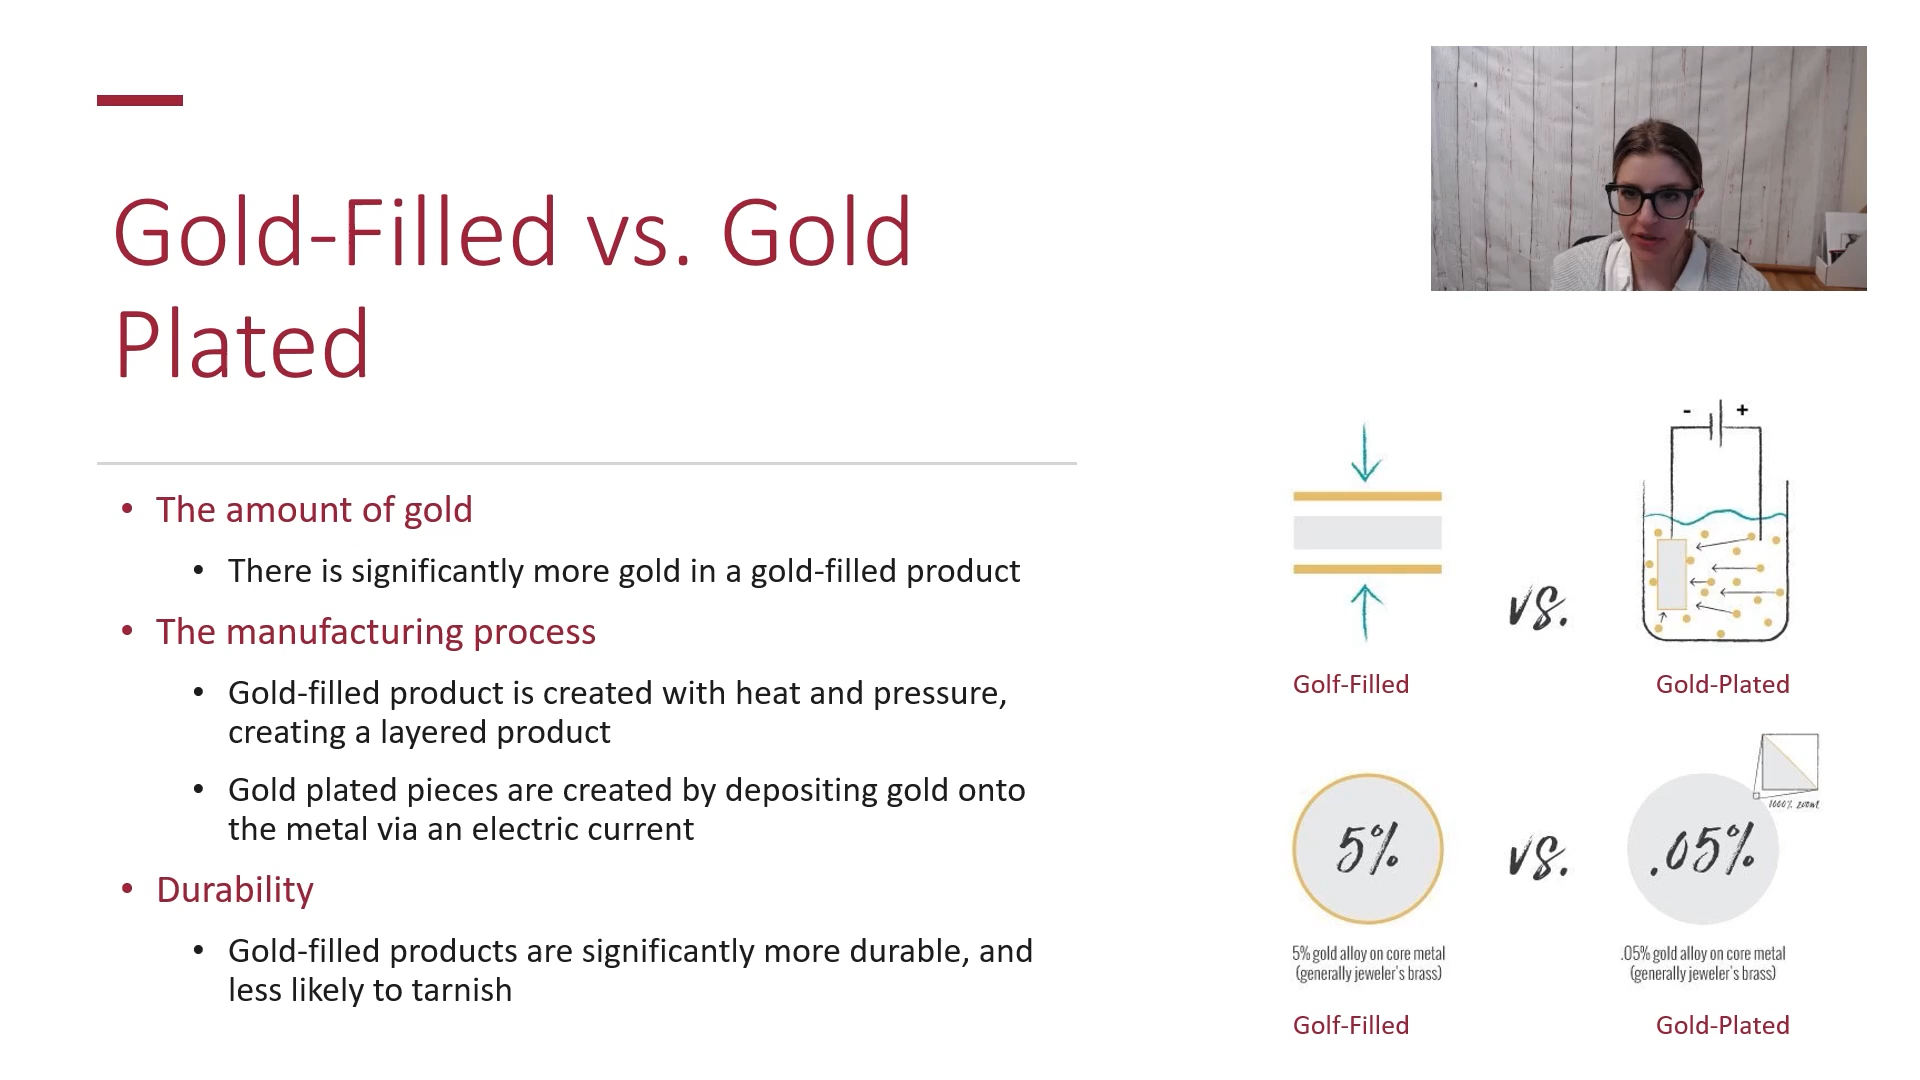 Gold-Filled vs. Gold
Plated
• The amount of gold
• There is significantly more gold in a gold-filled product
• The manufacturing process
• Gold-filled product is created with heat and pressure,
creating a layered product
• Gold plated pieces are created by depositing gold onto
the metal via an electric current
• Durability
• Gold-filled products are significantly more durable, and
less likely to tarnish
- +
vs.
Golf-Filled
Gold-Plated
1000% zoom
5%
vs.
.05%
5% gold alloy on core metal
(generally jeweler's brass)
.05% gold alloy on core metal
(generally jeweler's brass)
Golf-Filled
Gold-Plated